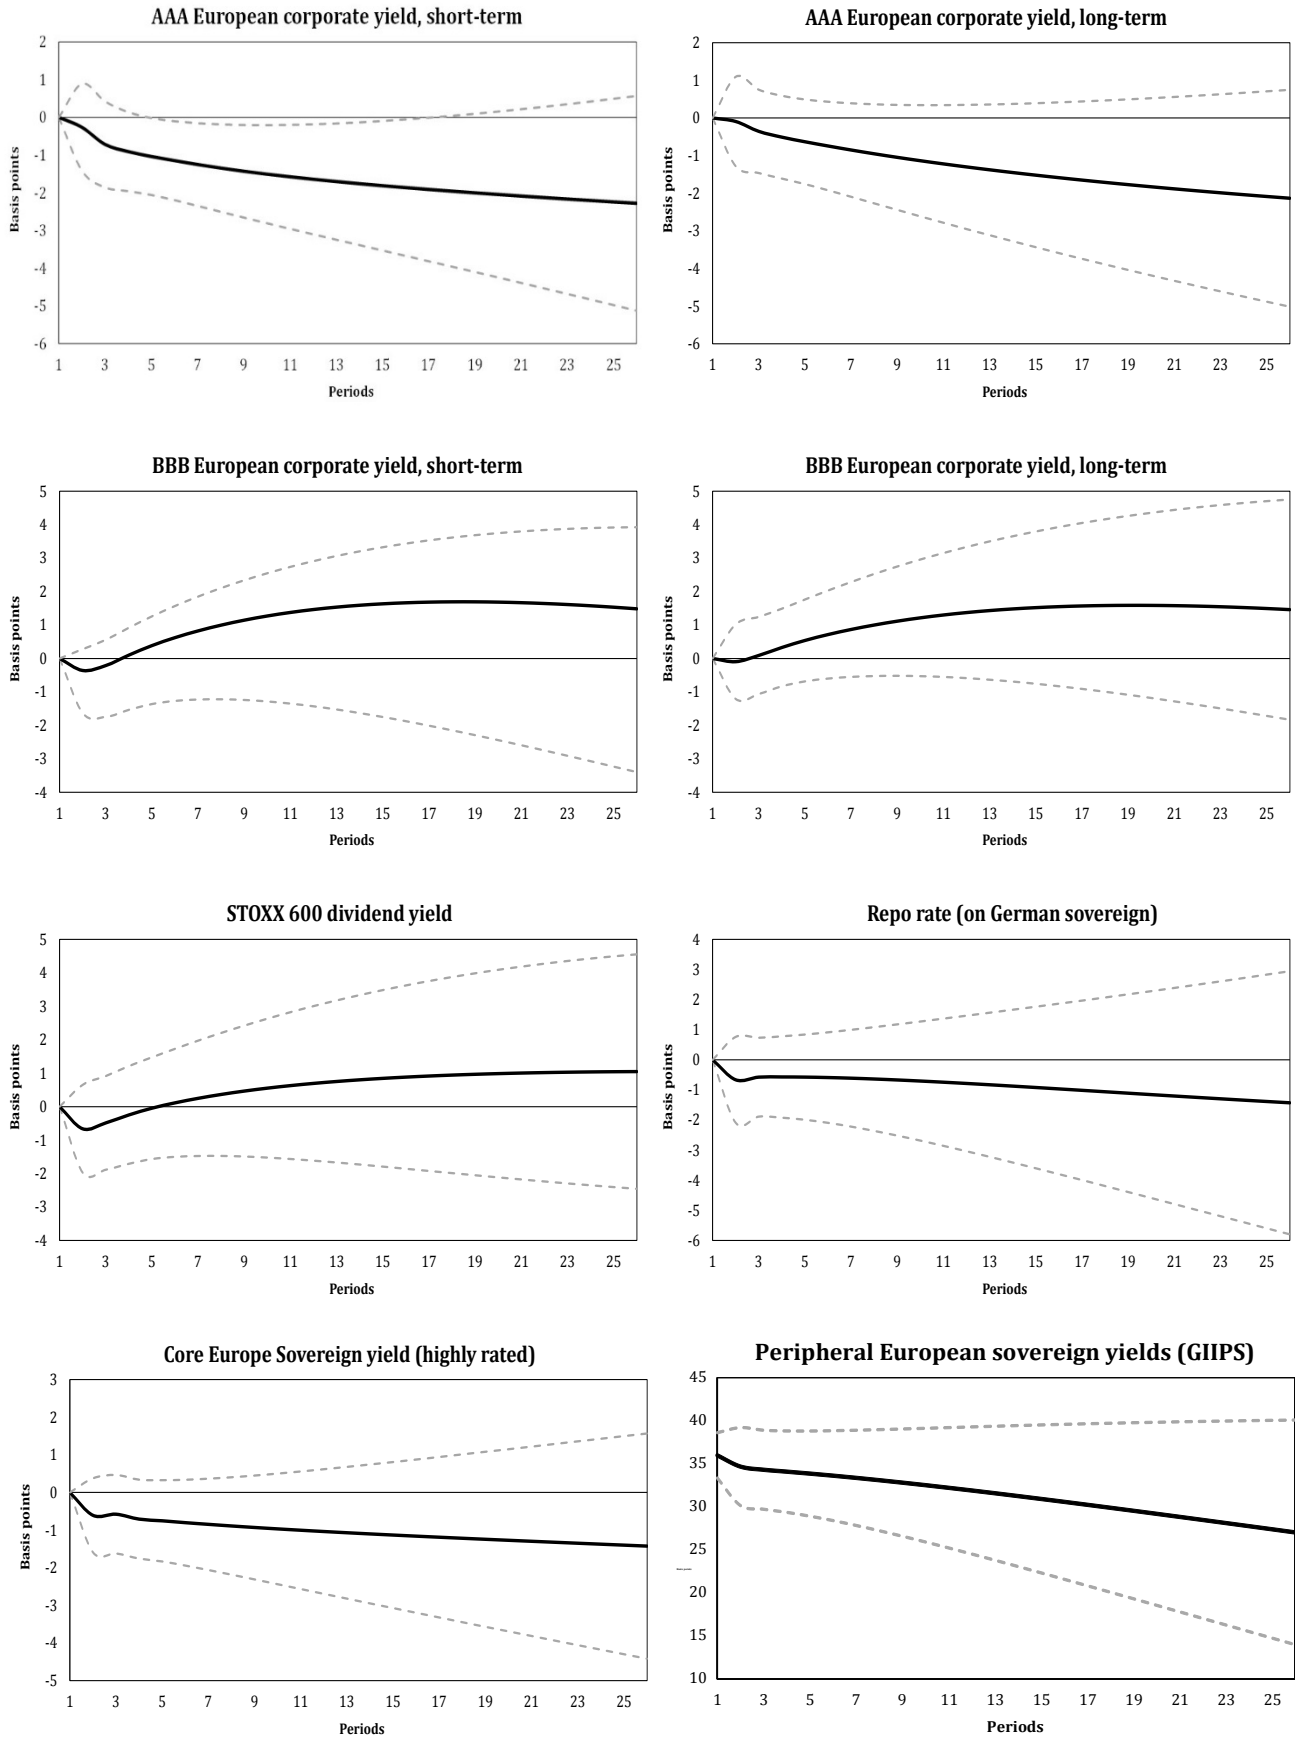 AAA European corporate yield, short-term
2
1
0
-1
-2
-3
-4
-5
-6
Basis points
1 3 5 7 9 11 13 15 17 19 21 23 25
Periods
AAA European corporate yield, long-term
2
1
0
-1
-2
-3
-4
-5
-6
Basis points
1 3 5 7 9 11 13 15 17 19 21 23 25
Periods
BBB European corporate yield, short-term
5
4
3
2
1
0
-1
-2
-3
-4
Basis points
1 3 5 7 9 11 13 15 17 19 21 23 25
Periods
BBB European corporate yield, long-term
5
4
3
2
1
0
-1
-2
-3
-4
Basis points
1 3 5 7 9 11 13 15 17 19 21 23 25
Periods
STOXX 600 dividend yield
5
4
3
2
1
0
-1
-2
-3
-4
Basis points
1 3 5 7 9 11 13 15 17 19 21 23 25
Periods
Repo rate (on German sovereign)
4
3
2
1
0
-1
-2
-3
-4
-5
-6
Basis points
1 3 5 7 9 11 13 15 17 19 21 23 25
Periods
Core Europe Sovereign yield (highly rated)
3
2
1
0
-1
-2
-3
-4
-5
Basis points
1 3 5 7 9 11 13 15 17 19 21 23 25
Periods
Peripheral European sovereign yields (GIIPS)
45
40
35
30
25
20
15
10
1 3 5 7 9 11 13 15 17 19 21 23 25
Periods